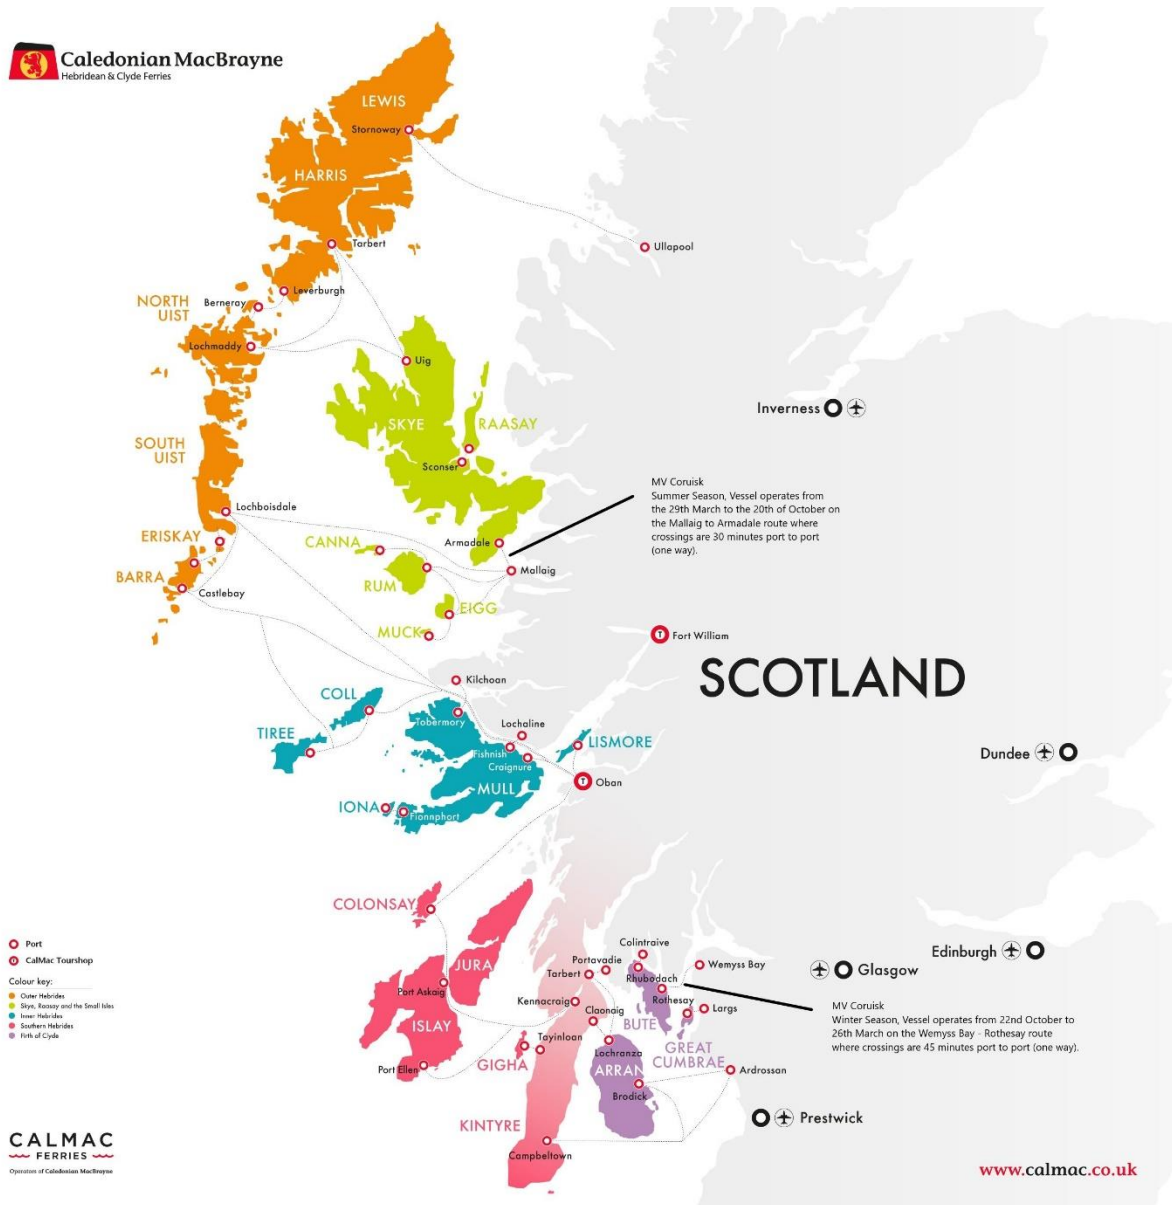 Caledonian MacBrayne
Hebridean & Clyde Ferries
LEWIS
Stornoway
HARRIS
Tarbert
Ullapool
Leverburgh
Berneray
NORTH
UIST
Lochmaddy
Uig
Inverness
SKYE
RAASAY
SOUTH
UIST
Sconser
MV Coruisk
Summer Season, Vessel operates from
the 29th March to the 20th of October on
the Mallaig to Armadale route where
crossings are 30 minutes port to port
(one way).
Lochboisdale
ERISKAY
CANNA
Armadale
BARRA
Castlebay
RUM
Mallaig
EIGG
MUCK
Fort William
SCOTLAND
Kilchoan
COLL
Tobermory
Lochaline
TIREE
Fishnish
Craignure
LISMORE
Dundee
MULL
Oban
IONA
Fionnphort
COLONSAY
Port
CalMac Tourshop
Colour key:
Outer Hebrides
Skye, Raasay and the Small Isles
Inner Hebrides
Southern Hebrides
Firth of Clyde
JURA
Port Askaig
ISLAY
Port Ellen
Colintraive
Portavadie
Tarbert
Rhubodach
Wemyss Bay
Edinburgh
Glasgow
Kennacraig
Claonaig
Rothesay
Largs
BUTE
MV Coruisk
Winter Season, Vessel operates from 22nd October to
26th March on the Wemyss Bay - Rothesay route
where crossings are 45 minutes port to port (one way).
Tayinloan
GIGHA
Lochranza
GREAT
CUMBRAE
ARRAN
Ardrossan
Brodick
Prestwick
KINTYRE
Campbeltown
CALMAC
FERRIES
Operators of Caledonian MacBrayne
www.calmac.co.uk